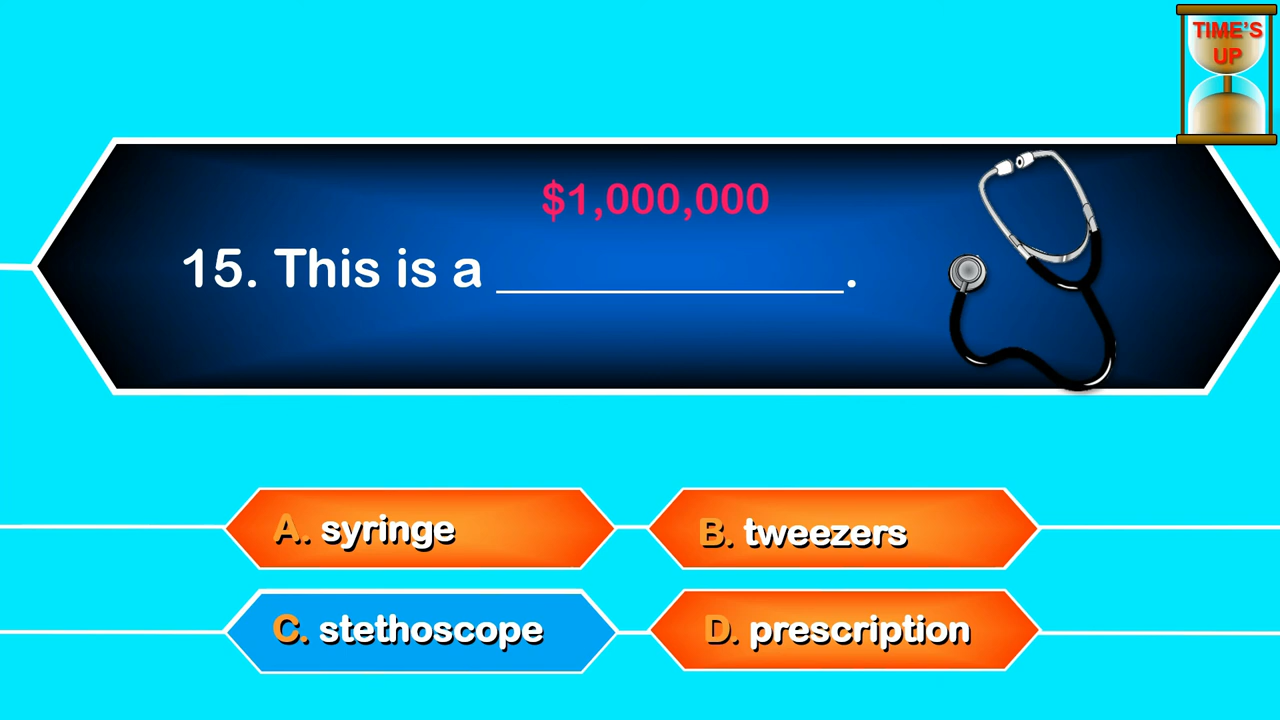 TIME'S
UP
$1,000,000
15. This is a ______________.
A. syringe
B. tweezers
C. stethoscope
D. prescription